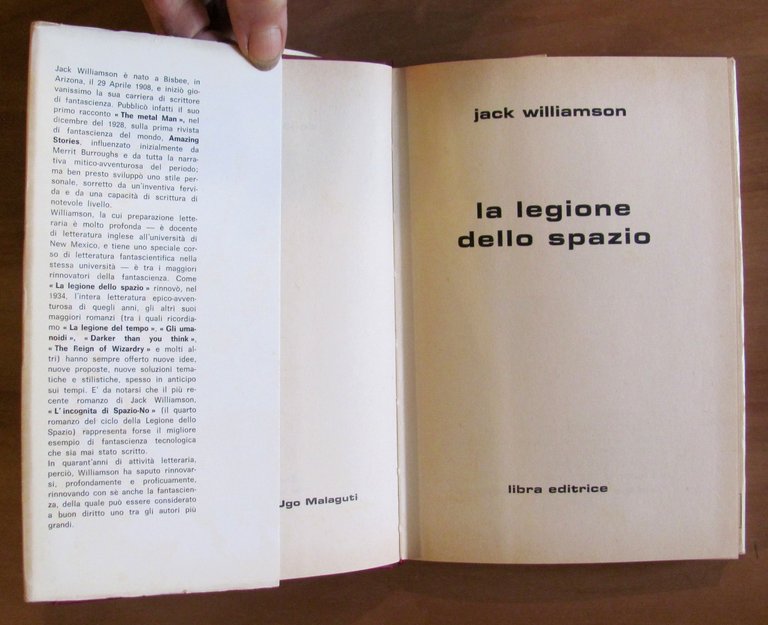 Jack Williamson è nato a Bisbee, in
Arizona, il 29 Aprile 1908, e iniziò gio-
vanissimo la sua carriera di scrittore
di fantascienza. Pubblicò infatti il suo
primo racconto « The metal Man », nel
dicembre del 1928, sulla prima rivista
di fantascienza del mondo, Amazing
Stories, influenzato inizialmente da
Merrit Burroughs e da tutta la narra-
tiva mitico-avventurosa del periodo;
ma ben presto sviluppò uno stile per-
sonale, sorretto da un'inventiva fervi-
da e da una capacità di scrittura di
notevole livello.
Williamson, la cui preparazione lette-
raria è molto profonda — è docente
di letteratura inglese all'università di
New Mexico, e tiene uno speciale cor-
so di letteratura fantascientifica nella
stessa università — è tra i maggiori
rinnovatori della fantascienza. Come
« La legione dello spazio » rinnovò, nel
1934, l'intera letteratura epico-avven-
turosa di quegli anni, gli altri suoi
maggiori romanzi (tra i quali ricordia-
mo « La legione del tempo », « Gli uma-
noidi », « Darker than you think »,
« The Reign of Wizardry » e molti al-
tri) hanno sempre offerto nuove idee,
nuove proposte, nuove soluzioni tema-
tiche e stilistiche, spesso in anticipo
sui tempi. E' da notarsi che il più re-
cente romanzo di Jack Williamson,
« L'incognita di Spazio-No » (il quarto
romanzo del ciclo della Legione dello
Spazio) rappresenta forse il migliore
esempio di fantascienza tecnologica
che sia mai stato scritto.
In quarant'anni di attività letteraria,
perciò, Williamson ha saputo rinnovar-
si, profondamente e proficuamente,
rinnovando con sè anche la fantascien-
za, della quale può essere considerato
a buon diritto uno tra gli autori più
grandi.
Ugo Malaguti
jack williamson
la legione
dello spazio
libra editrice